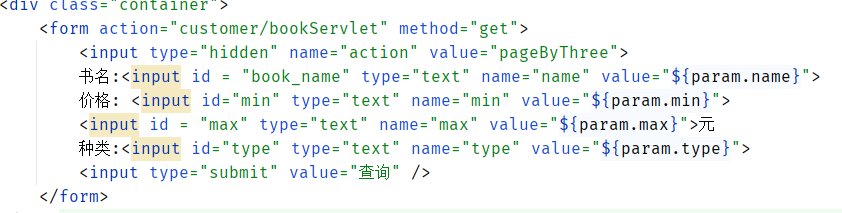 <div class="container">
<form action="customer/bookServlet" method="get">
<input type="hidden" name="action" value="pageByThree">
书名:<input id = "book_name" type="text" name="name" value="${param.name}">
价格: <input id="min" type="text" name="min" value="${param.min}">
<input id = "max" type="text" name="max" value="${param.max}">元
种类:<input id="type" type="text" name="type" value="${param.type}">
<input type="submit" value="查询" />
</form>